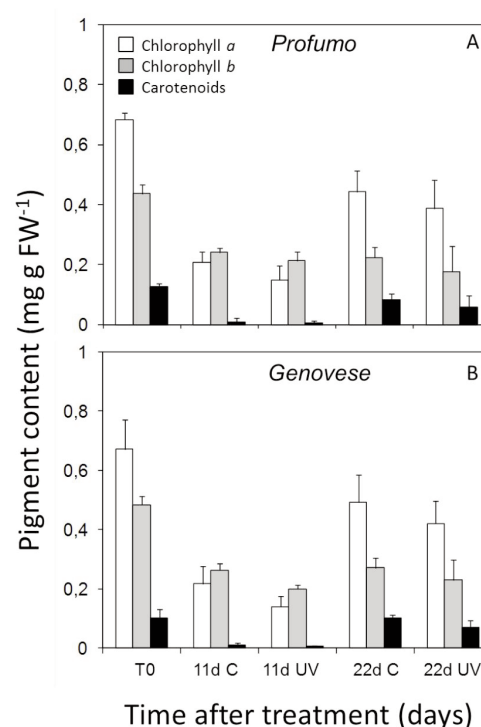 1
Profumo
A
Chlorophyll a
Chlorophyll b
Carotenoids
0,8
0,6
0,4
0,2
0
Pigment content (mg g FW-1)
1
Genovese
B
0,8
0,6
0,4
0,2
0
T0 11d C 11d UV 22d C 22d UV
Time after treatment (days)